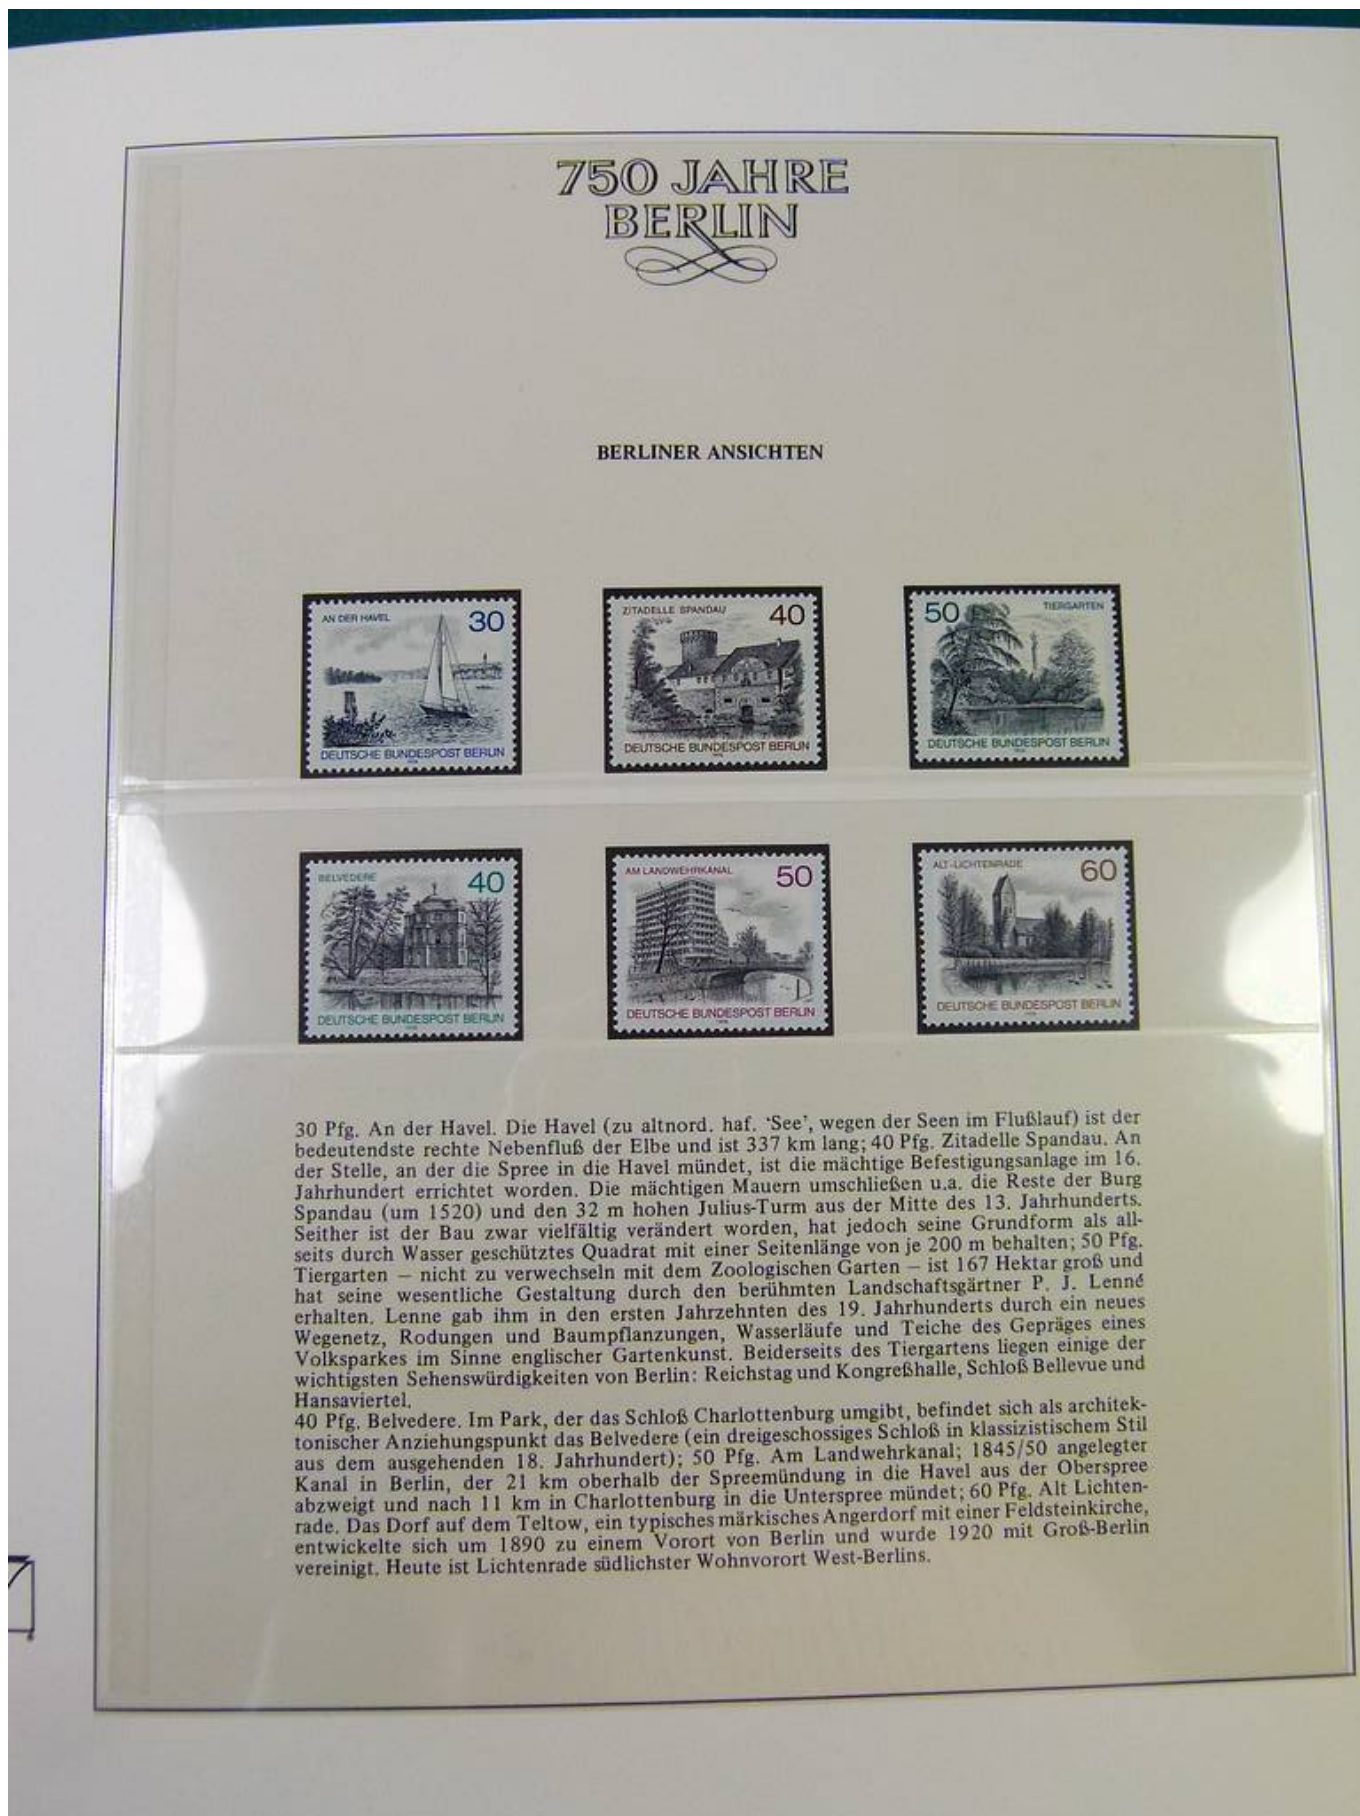 750 JAHRE
BERLIN
BERLINER ANSICHTEN
AN DER HAVEL
30
DEUTSCHE BUNDESPOST BERLIN
ZITADELLE SPANDAU
40
DEUTSCHE BUNDESPOST BERLIN
50
TIERGARTEN
DEUTSCHE BUNDESPOST BERLIN
BELVEDERE
40
DEUTSCHE BUNDESPOST BERLIN
AM LANDWEHRKANAL
50
DEUTSCHE BUNDESPOST BERLIN
ALT-LICHTENRADE
60
DEUTSCHE BUNDESPOST BERLIN
30 Pfg. An der Havel. Die Havel (zu altnord. haf. ‘See’, wegen der Seen im Flußlauf) ist der
bedeutendste rechte Nebenfluß der Elbe und ist 337 km lang; 40 Pfg. Zitadelle Spandau. An
der Stelle, an der die Spree in die Havel mündet, ist die mächtige Befestigungsanlage im 16.
Jahrhundert errichtet worden. Die mächtigen Mauern umschließen u.a. die Reste der Burg
Spandau (um 1520) und den 32 m hohen Julius-Turm aus der Mitte des 13. Jahrhunderts.
Seither ist der Bau zwar vielfältig verändert worden, hat jedoch seine Grundform als all-
seits durch Wasser geschütztes Quadrat mit einer Seitenlänge von je 200 m behalten; 50 Pfg.
Tiergarten – nicht zu verwechseln mit dem Zoologischen Garten – ist 167 Hektar groß und
hat seine wesentliche Gestaltung durch den berühmten Landschaftsgärtner P. J. Lenné
erhalten. Lenne gab ihm in den ersten Jahrzehnten des 19. Jahrhunderts durch ein neues
Wegenetz, Rodungen und Baumpflanzungen, Wasserläufe und Teiche des Gepräges eines
Volksparkes im Sinne englischer Gartenkunst. Beiderseits des Tiergartens liegen einige der
wichtigsten Sehenswürdigkeiten von Berlin: Reichstag und Kongreßhalle, Schloß Bellevue und
Hansaviertel.
40 Pfg. Belvedere. Im Park, der das Schloß Charlottenburg umgibt, befindet sich als architek-
tonischer Anziehungspunkt das Belvedere (ein dreigeschossiges Schloß in klassizistischem Stil
aus dem ausgehenden 18. Jahrhundert); 50 Pfg. Am Landwehrkanal; 1845/50 angelegter
Kanal in Berlin, der 21 km oberhalb der Spreemündung in die Havel aus der Oberspree
abzweigt und nach 11 km in Charlottenburg in die Unterspree mündet; 60 Pfg. Alt Lichten-
rade. Das Dorf auf dem Teltow, ein typisches märkisches Angerdorf mit einer Feldsteinkirche,
entwickelte sich um 1890 zu einem Vorort von Berlin und wurde 1920 mit Groß-Berlin
vereinigt. Heute ist Lichtenrade südlichster Wohnvorort West-Berlins.